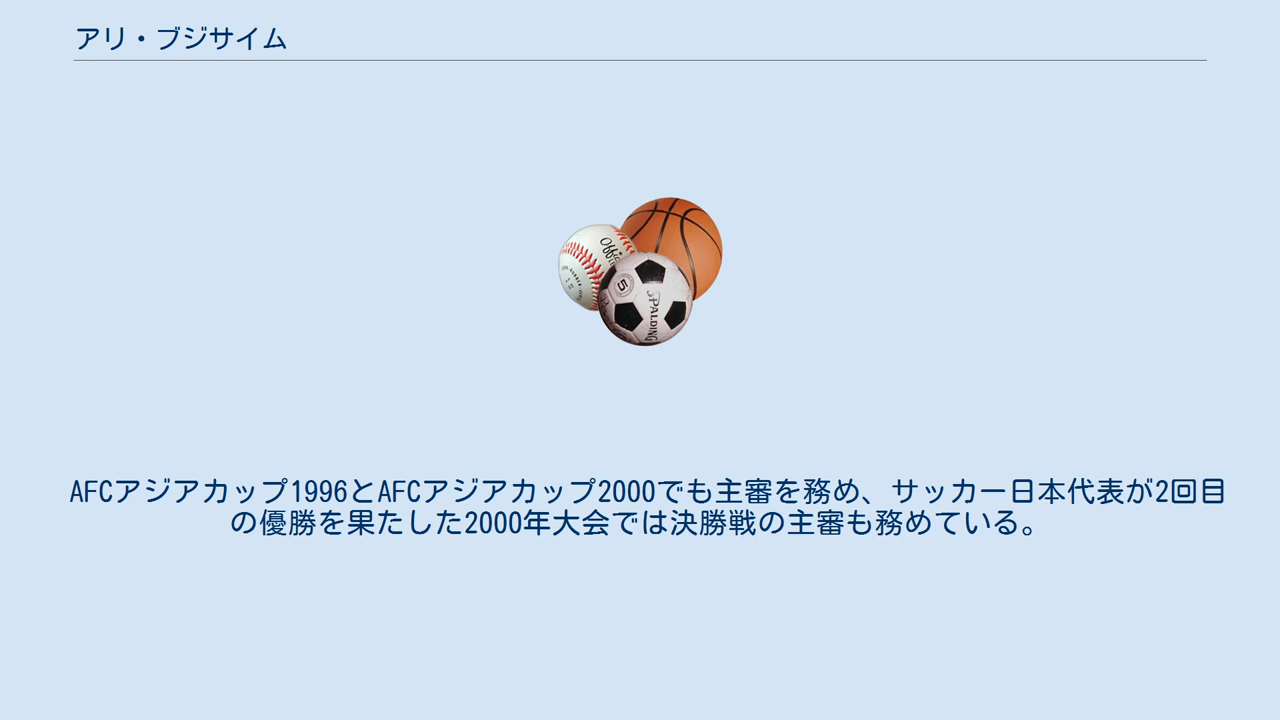 アリ・ブジサイム
Offi
5
SPALDING
AFCアジアカップ1996とAFCアジアカップ2000でも主審を務め、サッカー日本代表が2回目
の優勝を果たした2000年大会では決勝戦の主審も務めている。